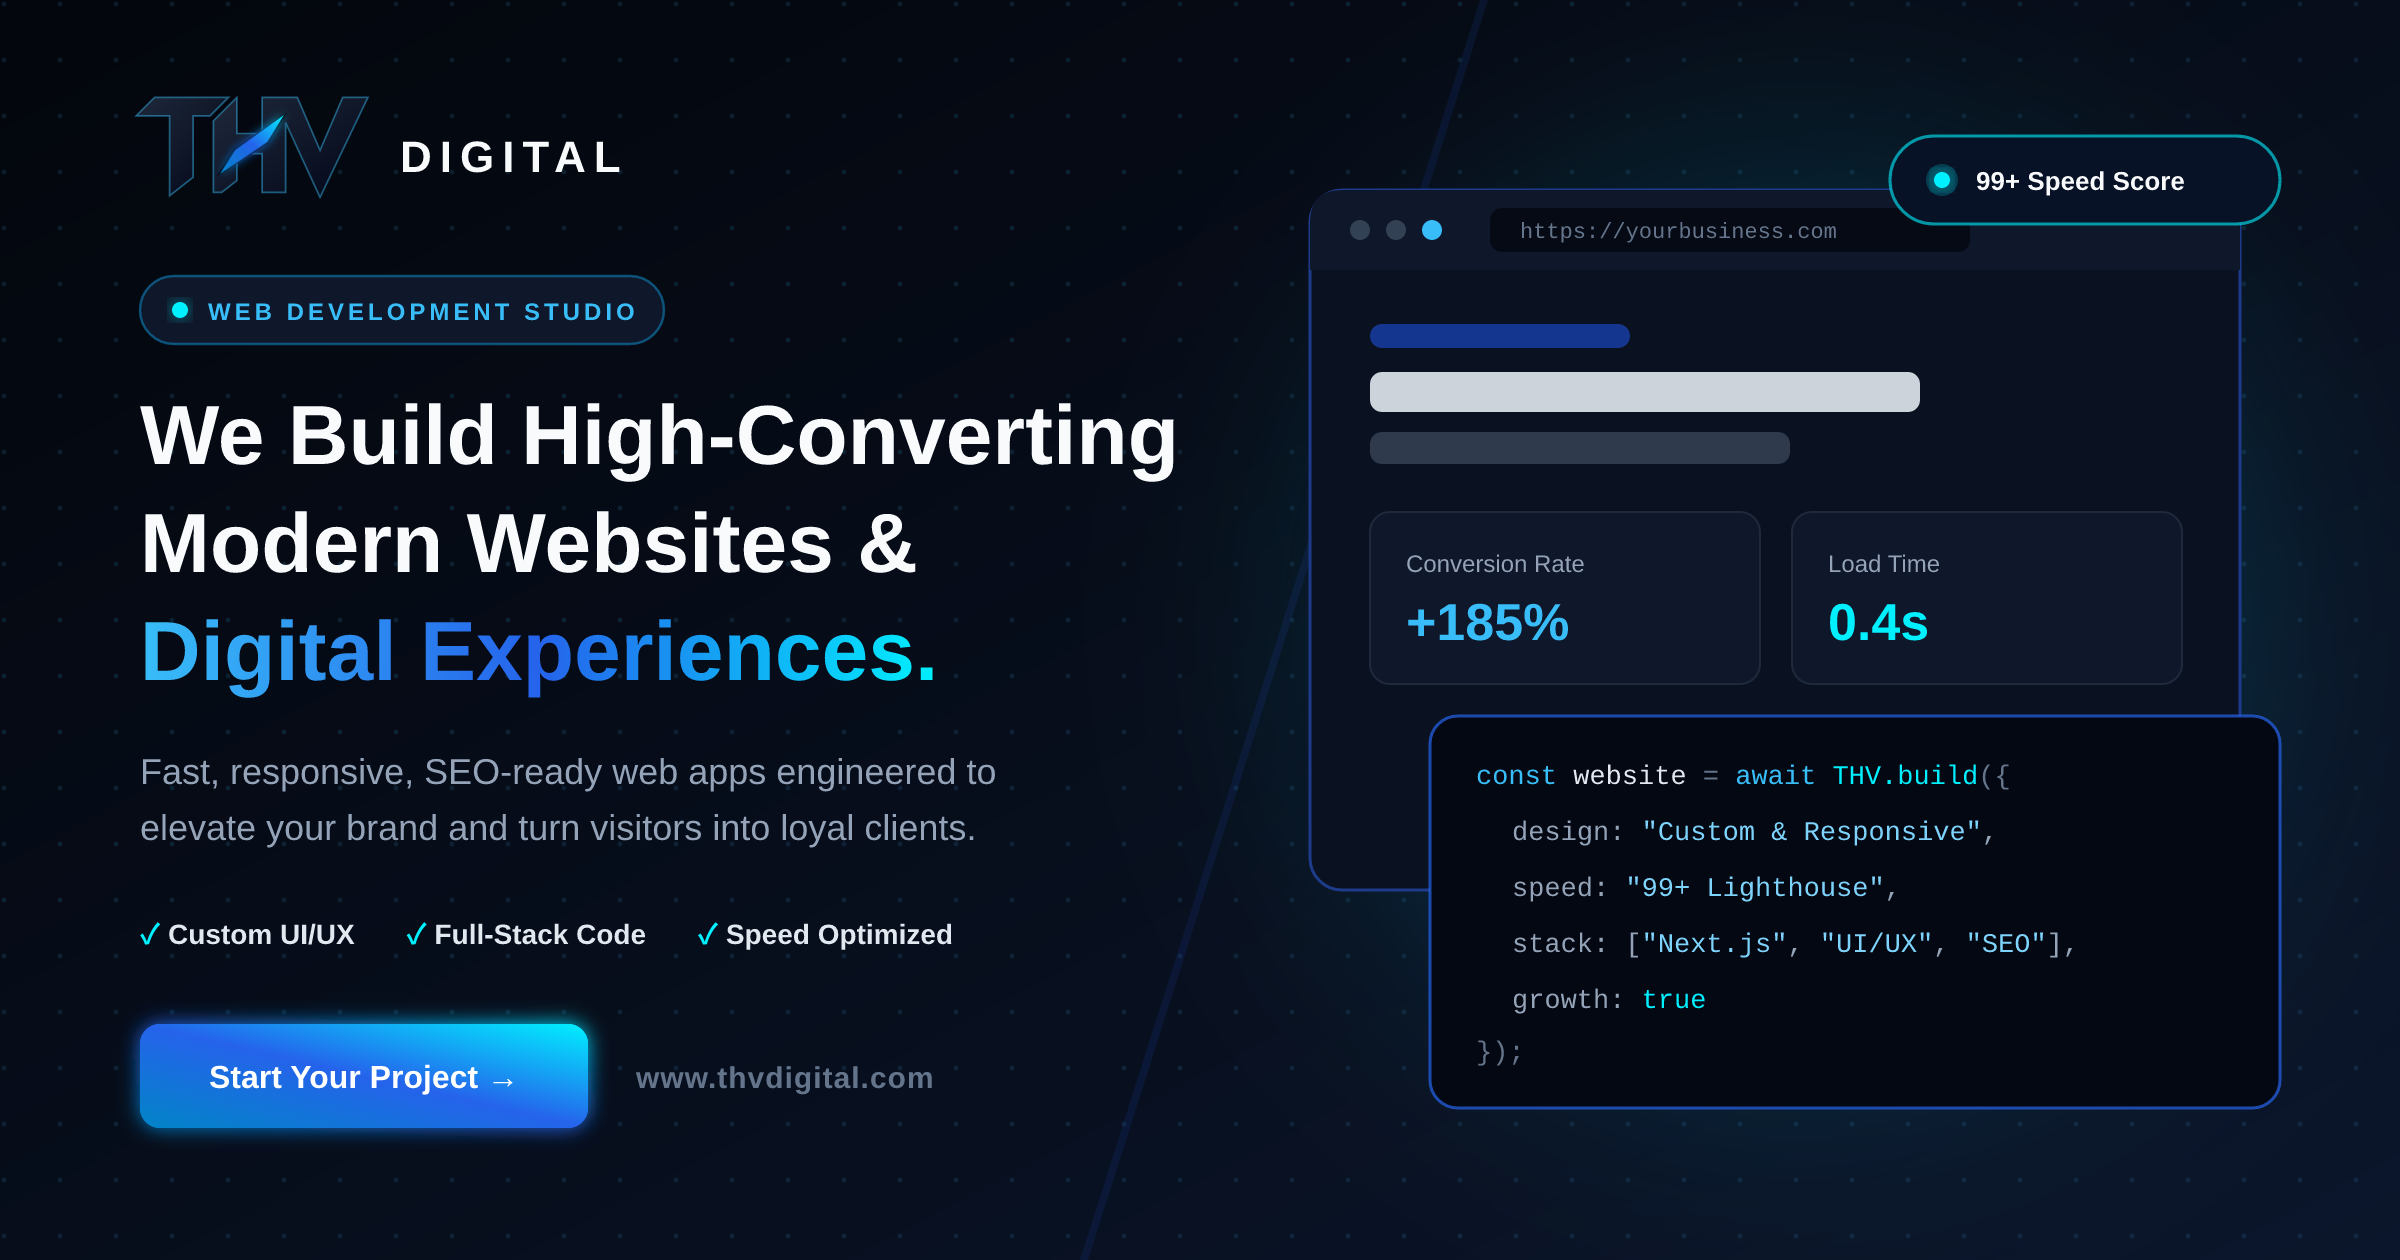 THV DIGITAL
WEB DEVELOPMENT STUDIO
We Build High-Converting
Modern Websites &
Digital Experiences.
Fast, responsive, SEO-ready web apps engineered to
elevate your brand and turn visitors into loyal clients.
✓ Custom UI/UX ✓ Full-Stack Code ✓ Speed Optimized
Start Your Project →
www.thvdigital.com
99+ Speed Score
https://yourbusiness.com
Conversion Rate
+185%
Load Time
0.4s
const website = await THV.build({
design: "Custom & Responsive",
speed: "99+ Lighthouse",
stack: ["Next.js", "UI/UX", "SEO"],
growth: true
});